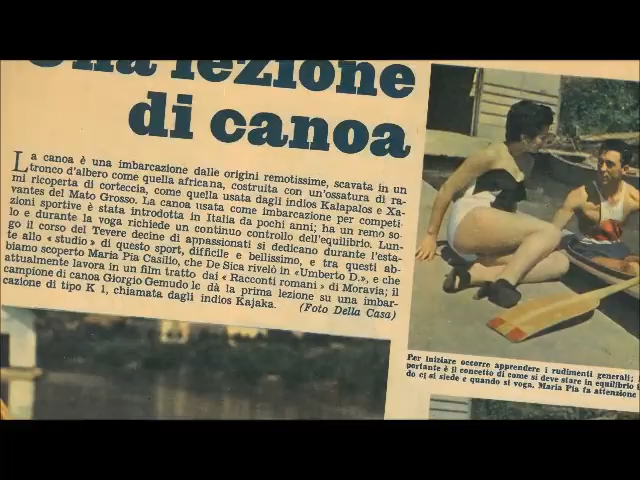 Una lezione
di canoa
La canoa è una imbarcazione dalle origini remotissime, scavata in un
tronco d'albero come quella africana, costruita con un'ossatura di ra-
mi ricoperta di corteccia, come quella usata dagli indios Kalapalos e Xa-
vantes del Mato Grosso. La canoa usata come imbarcazione per competi-
zioni sportive è stata introdotta in Italia da pochi anni; ha un remo so-
lo e durante la voga richiede un continuo controllo dell'equilibrio. Lun-
go il corso del Tevere decine di appassionati si dedicano durante l'esta-
te allo « studio » di questo sport, difficile e bellissimo, e tra questi ab-
biamo scoperto Maria Pia Casilio, che De Sica rivelò in «Umberto D.», e che
attualmente lavora in un film tratto dai « Racconti romani » di Moravia; il
campione di canoa Giorgio Gemudo le dà la prima lezione su una imbar-
cazione di tipo K 1, chiamata dagli indios Kajaka. (Foto Della Casa)
Per iniziare occorre apprendere i rudimenti generali;
portante è il concetto di come si deve stare in equilibrio
do ci si siede e quando si voga. Maria Pia fa attenzione